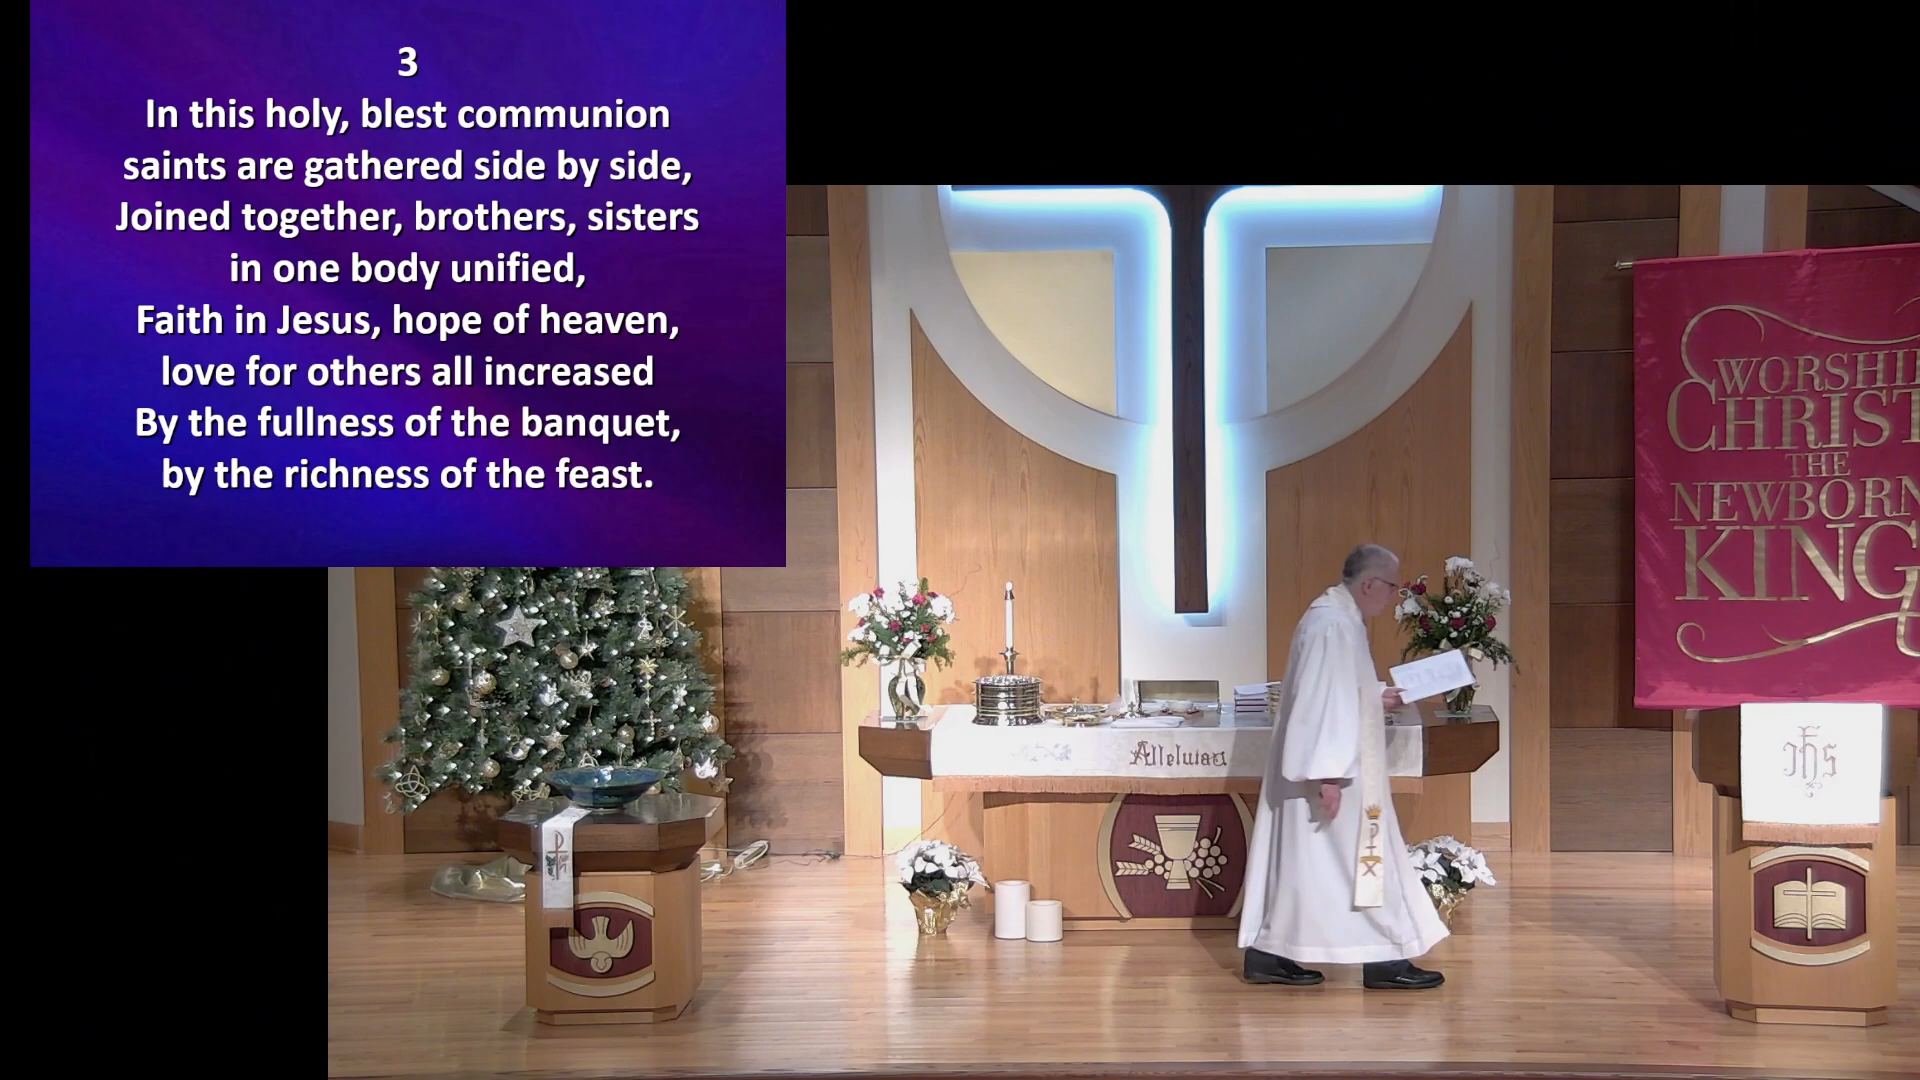 3
In this holy, blest communion
saints are gathered side by side,
Joined together, brothers, sisters
in one body unified,
Faith in Jesus, hope of heaven,
love for others all increased
By the fullness of the banquet,
by the richness of the feast.
WORSHIP
CHRIST
THE
NEWBORN
KING
Alleluia
IHS